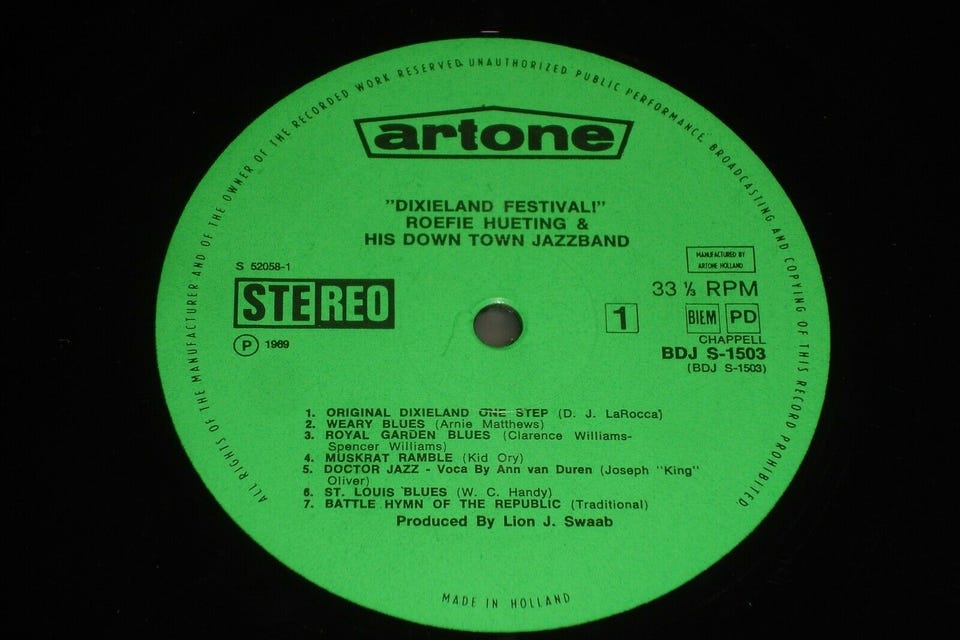 ALL RIGHTS OF THE MANUFACTURER AND OF THE OWNER OF THE RECORDED WORK RESERVED. UNAUTHORIZED PUBLIC PERFORMANCE, BROADCASTING AND COPYING OF THIS RECORD PROHIBITED
artone
"DIXIELAND FESTIVAL!"
ROEFIE HUETING &
HIS DOWN TOWN JAZZBAND
MANUFACTURED BY
ARTONE HOLLAND
S 52058-1
STEREO
33 ⅓ RPM
1
BIEM PD
Ⓟ 1969
CHAPPELL
BDJ S-1503
(BDJ S-1503)
1. ORIGINAL DIXIELAND ONE STEP (D. J. LaRocca)
2. WEARY BLUES (Arnie Matthews)
3. ROYAL GARDEN BLUES (Clarence Williams-
Spencer Williams)
4. MUSKRAT RAMBLE (Kid Ory)
5. DOCTOR JAZZ - Voca By Ann van Duren (Joseph "King"
Oliver)
6. ST. LOUIS BLUES (W. C. Handy)
7. BATTLE HYMN OF THE REPUBLIC (Traditional)
Produced By Lion J. Swaab
MADE IN HOLLAND